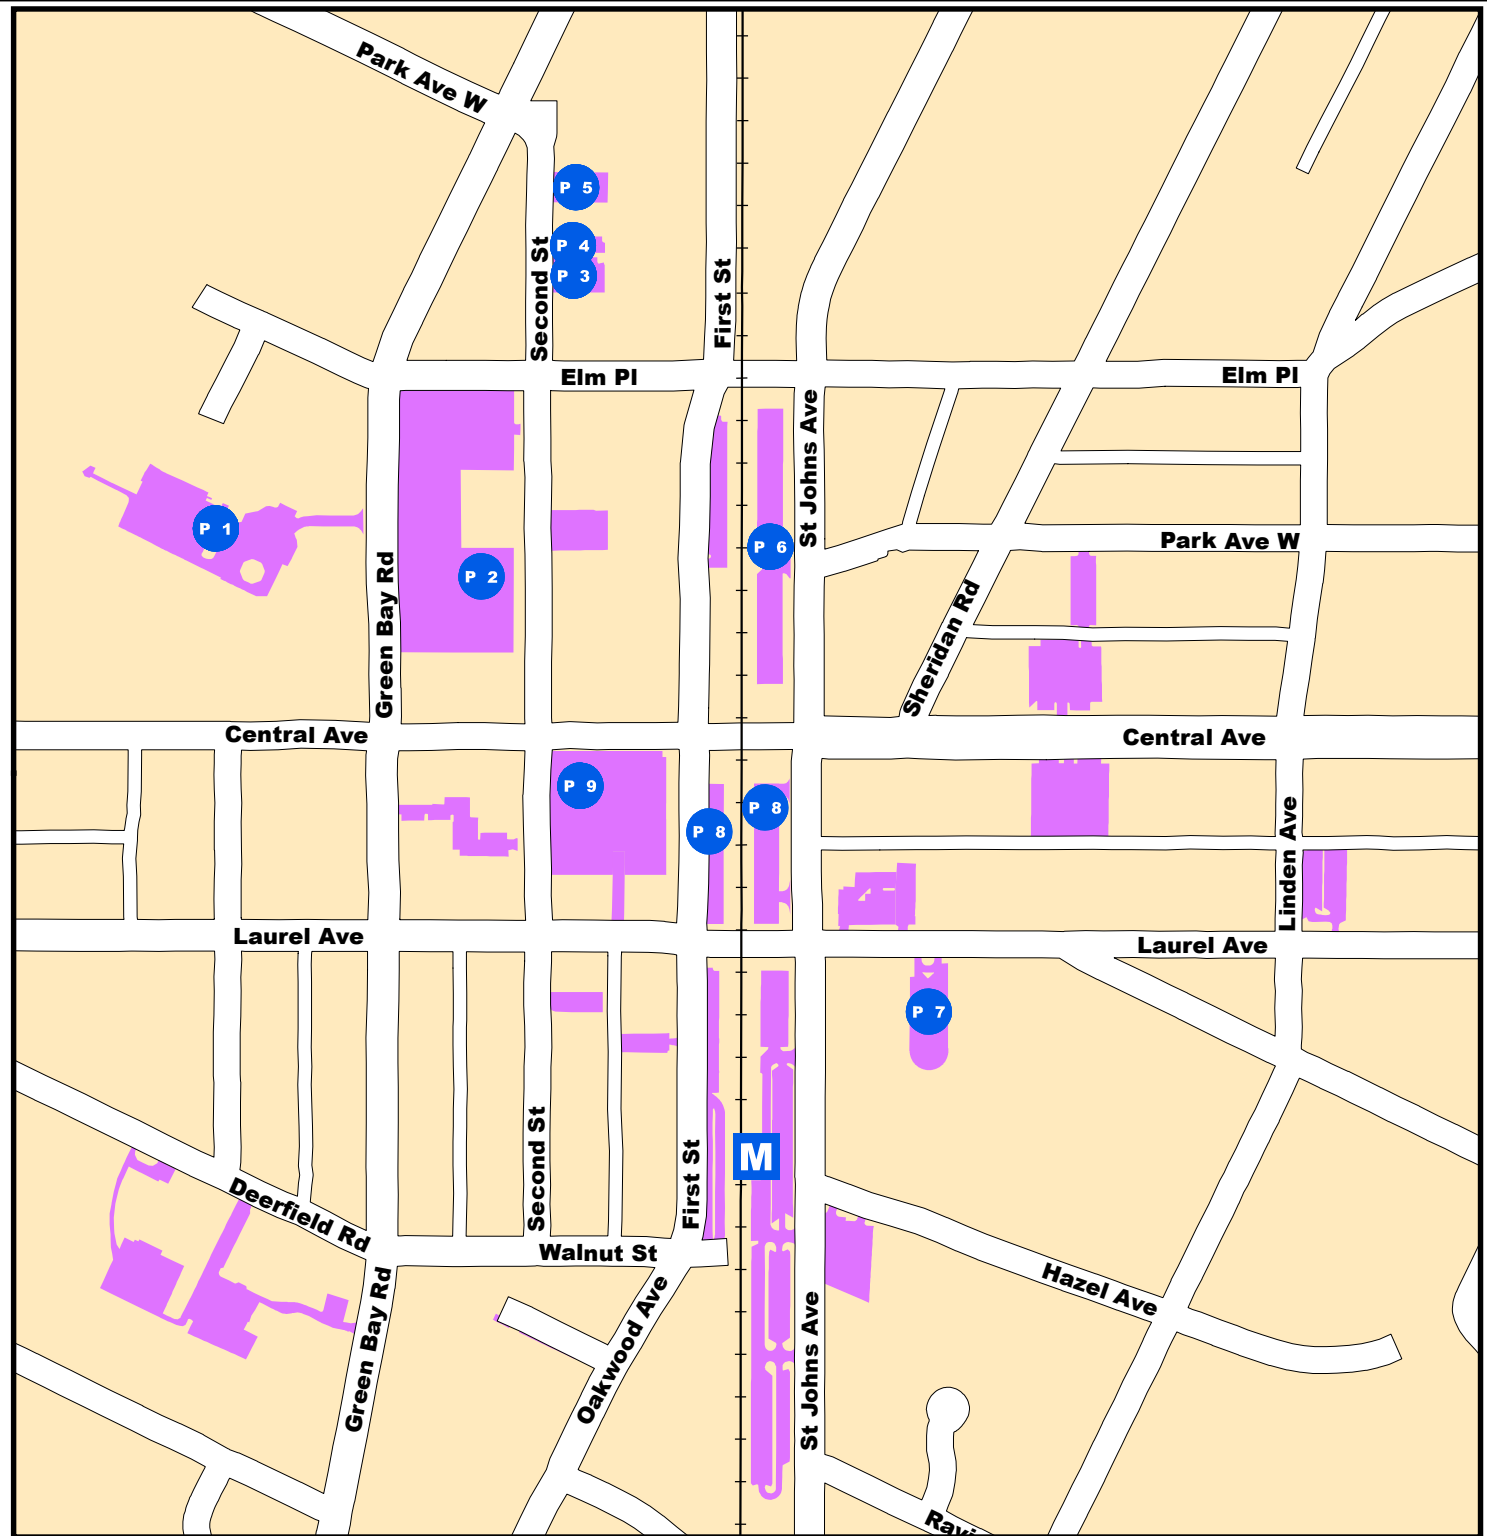 Park Ave W
P 5
P 4
P 3
Second St
First St
Elm Pl
Elm Pl
St Johns Ave
P 1
P 2
P 6
Park Ave W
Green Bay Rd
Sheridan Rd
Central Ave
Central Ave
P 9
P 8
P 8
Linden Ave
Laurel Ave
Laurel Ave
P 7
Second St
First St
M
Deerfield Rd
Walnut St
Green Bay Rd
Oakwood Ave
St Johns Ave
Hazel Ave